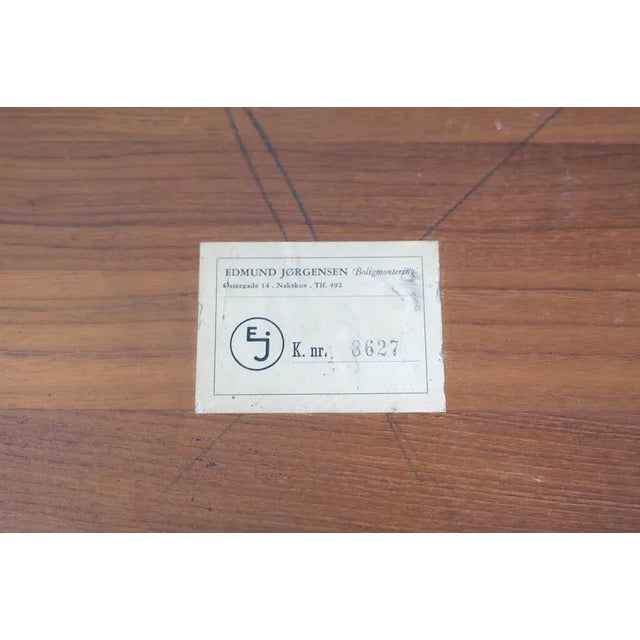 EDMUND JØRGENSEN Boligmontering
Østergade 14 . Nakskov . Tlf. 492
EJ
K. nr. 8627